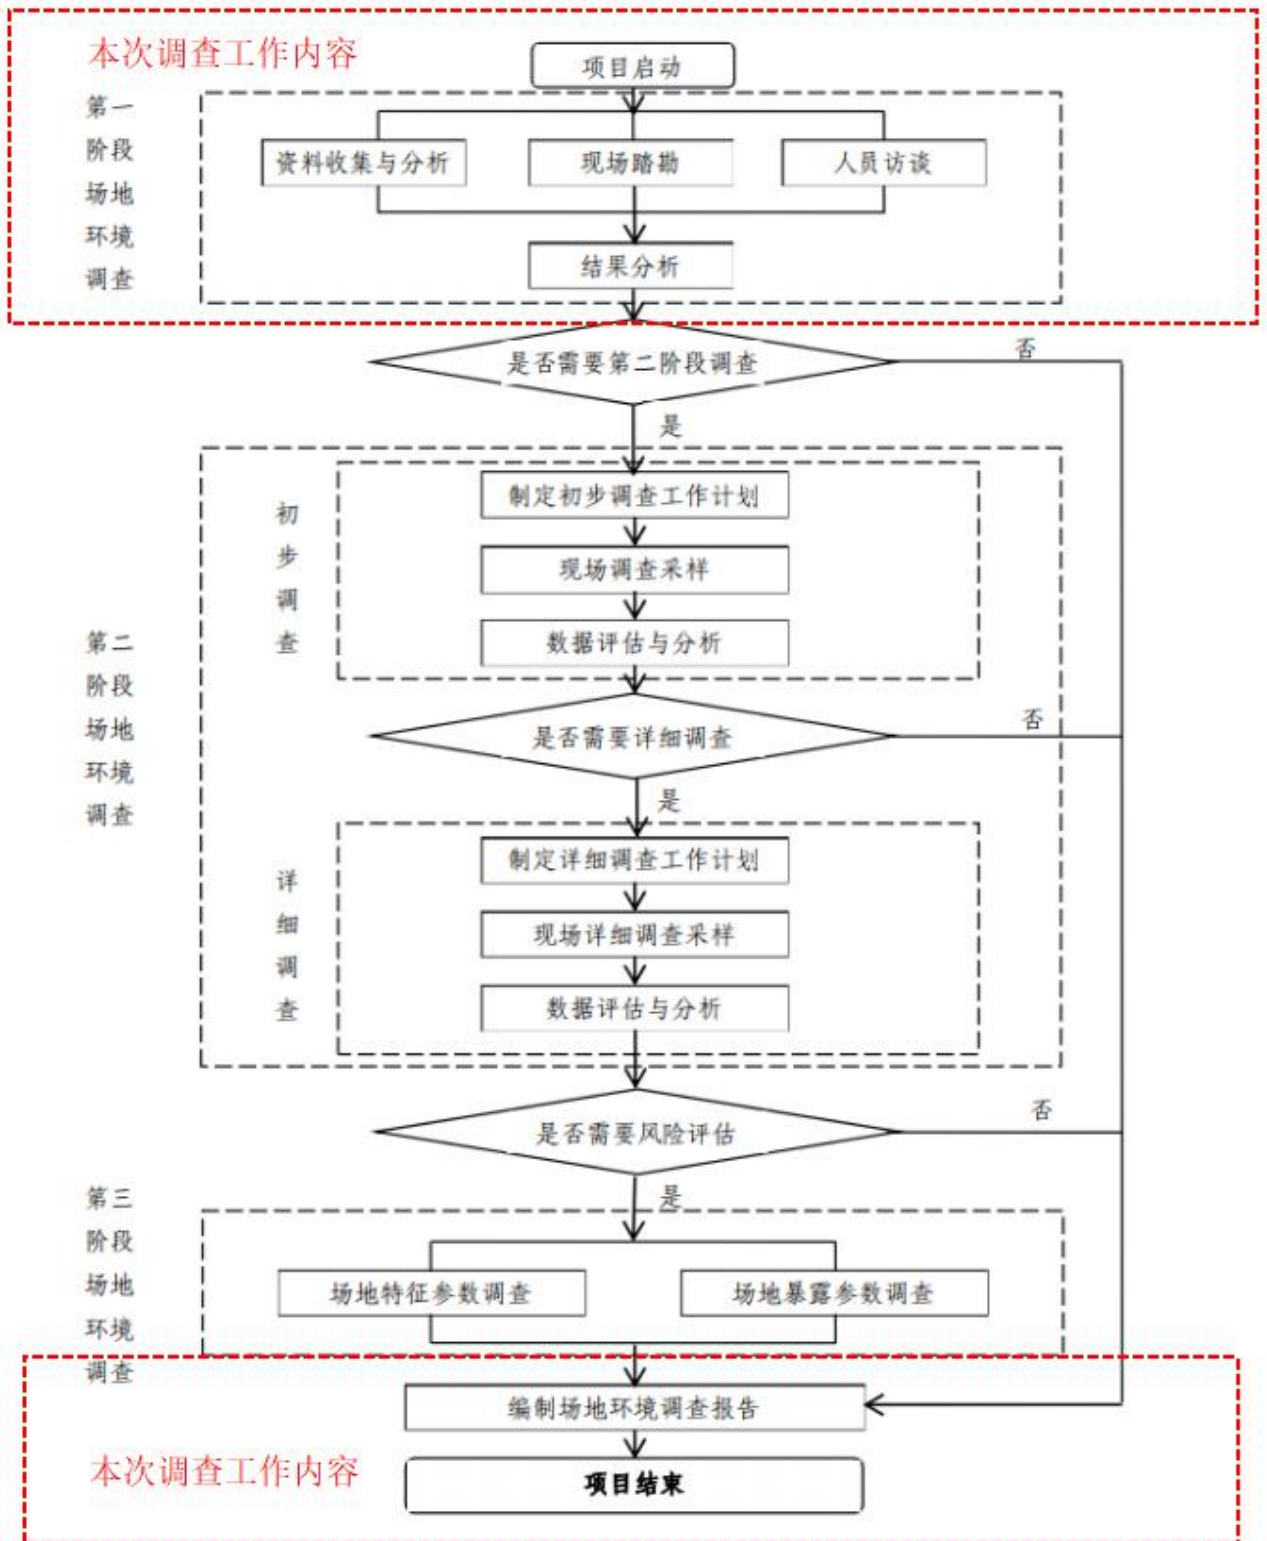 本次调查工作内容
项目启动
第一
阶段
场地
环境
调查
资料收集与分析
现场踏勘
人员访谈
结果分析
是否需要第二阶段调查
否
是
第二
阶段
场地
环境
调查
初
步
调
查
制定初步调查工作计划
现场调查采样
数据评估与分析
是否需要详细调查
否
是
详
细
调
查
制定详细调查工作计划
现场详细调查采样
数据评估与分析
是否需要风险评估
否
是
第三
阶段
场地
环境
调查
场地特征参数调查
场地暴露参数调查
编制场地环境调查报告
本次调查工作内容
项目结束